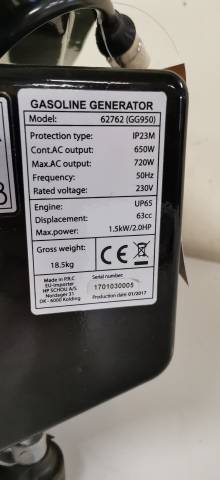 GASOLINE GENERATOR
Model: 62762 (GG950)
Protection type: IP23M
Cont.AC output: 650W
Max.AC output: 720W
Frequency: 50Hz
Rated voltage: 230V
Engine: UP65
Displacement: 63cc
Max.power: 1.5kW/2.0HP
Gross weight:
18.5kg
CE
Made in P.R.C
EU-Importer
HP SCHOU A/S
Nordager 31
DK - 6000 Kolding
Serial number:
1701030005
Production date: 01/2017